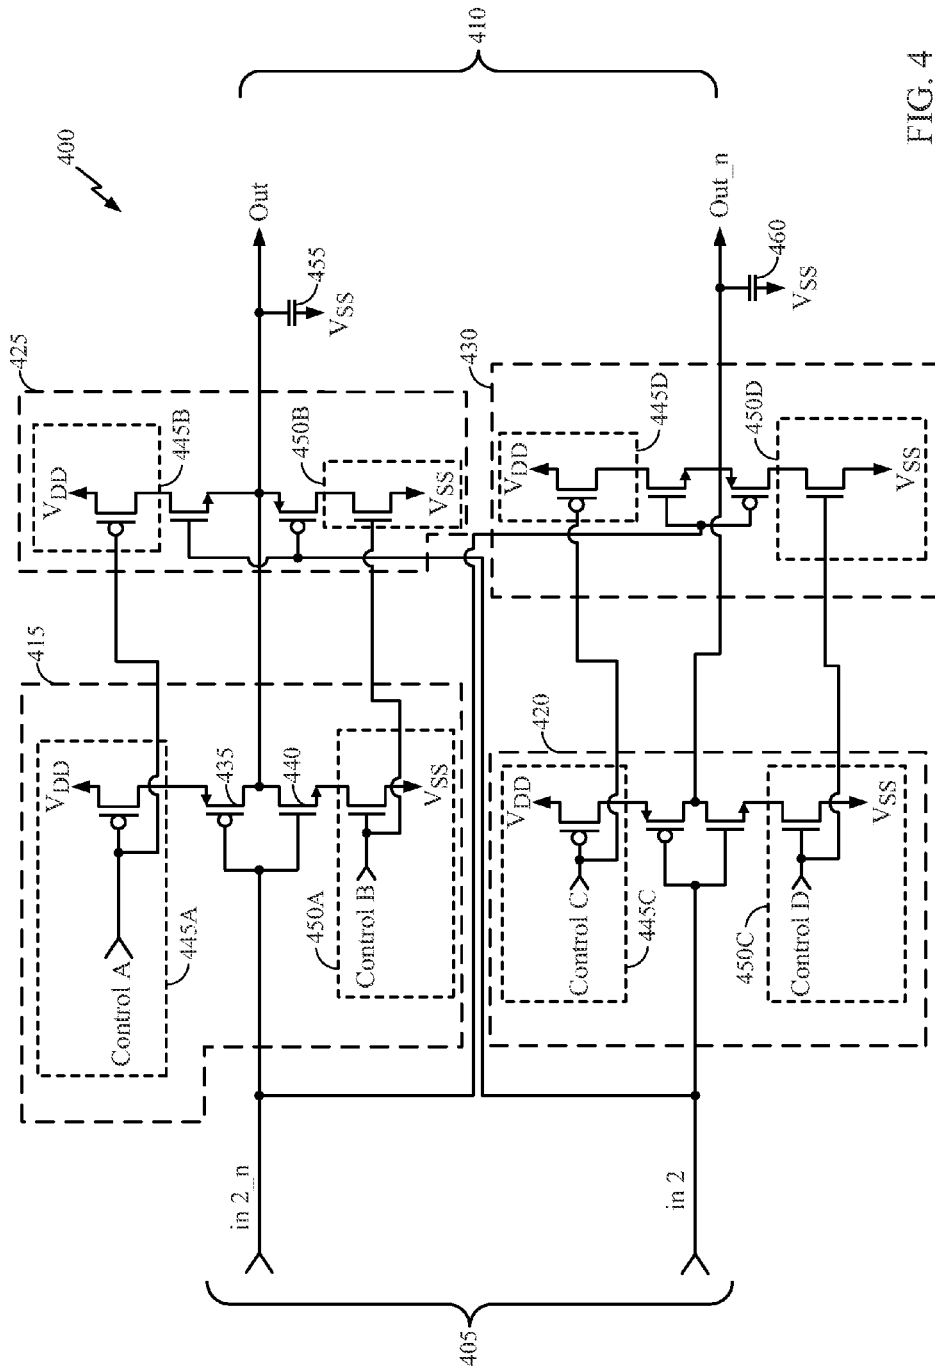 400
410
425
VDD
445B
Out
455
VSS
450B
VSS
415
VDD
Control A
445A
435
440
450A
Control B
VSS
in 2_n
405
430
VDD
445D
Out_n
460
VSS
450D
VSS
420
VDD
Control C
445C
450C
Control D
VSS
in 2
FIG. 4